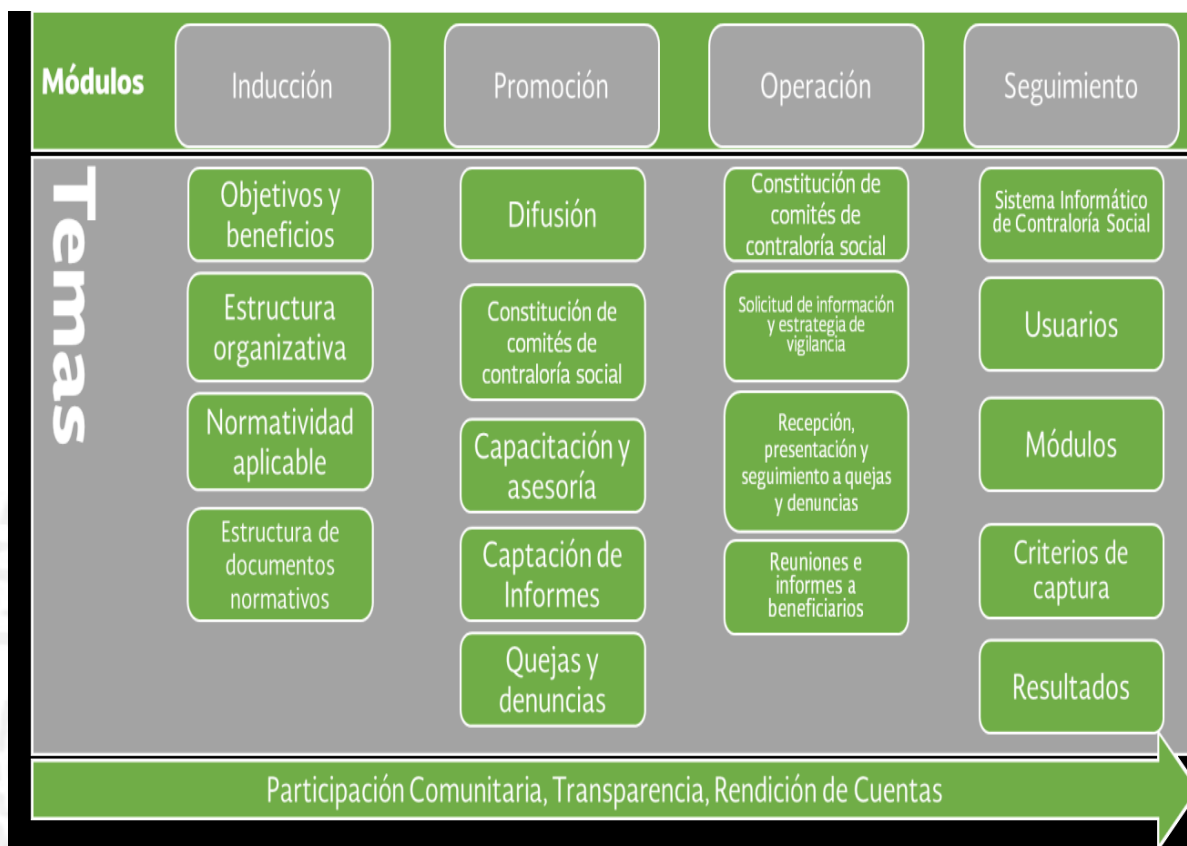 Módulos
Inducción
Promoción
Operación
Seguimiento
Temas
Objetivos y
beneficios
Estructura
organizativa
Normatividad
aplicable
Estructura de
documentos
normativos
Difusión
Constitución de
comités de
contraloría social
Capacitación y
asesoría
Captación de
Informes
Quejas y
denuncias
Constitución de
comités de
contraloría social
Solicitud de información
y estrategia de
vigilancia
Recepción,
presentación y
seguimiento a quejas
y denuncias
Reuniones e
informes a
beneficiarios
Sistema Informático
de Contraloría Social
Usuarios
Módulos
Criterios de
captura
Resultados
Participación Comunitaria, Transparencia, Rendición de Cuentas